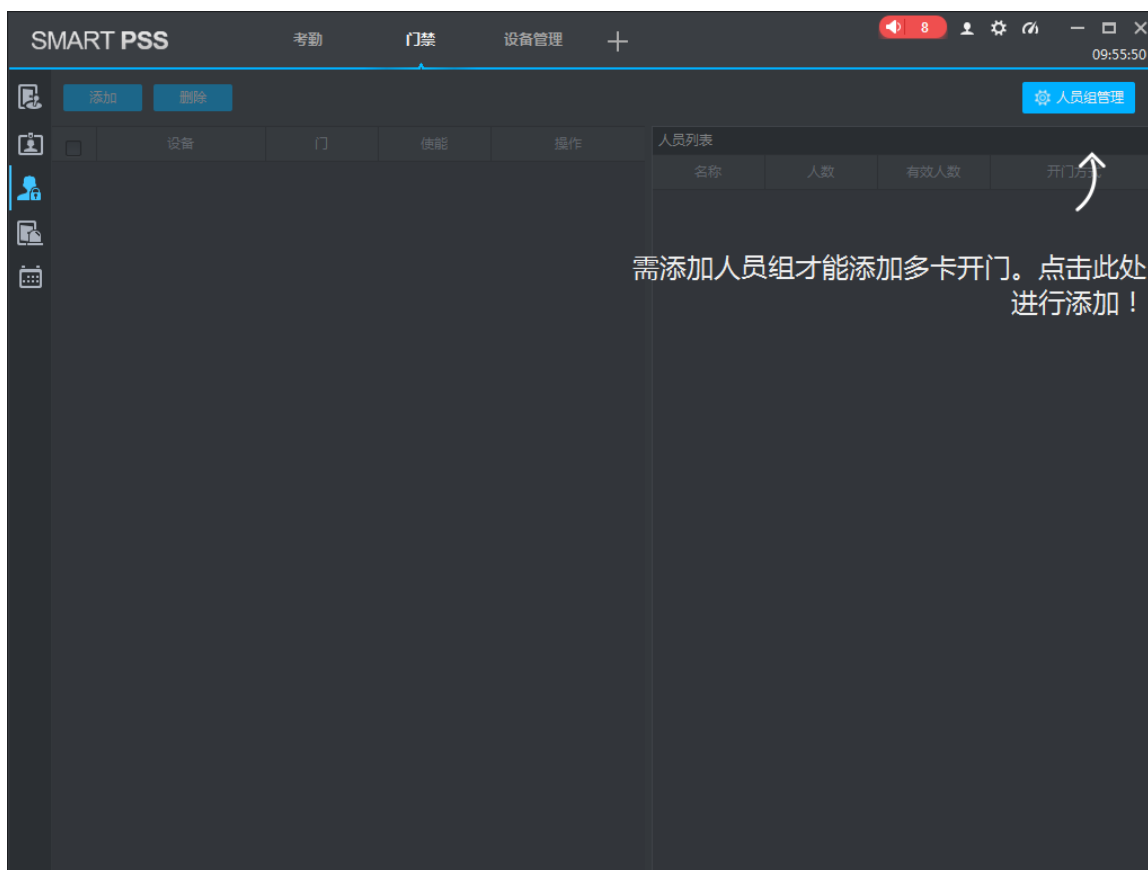 SMART PSS 考勤 门禁 设备管理 8
09:55:50
添加 删除 人员组管理
设备 门 使能 操作 人员列表
名称 人数 有效人数 开门方式
需添加人员组才能添加多卡开门。点击此处
进行添加！